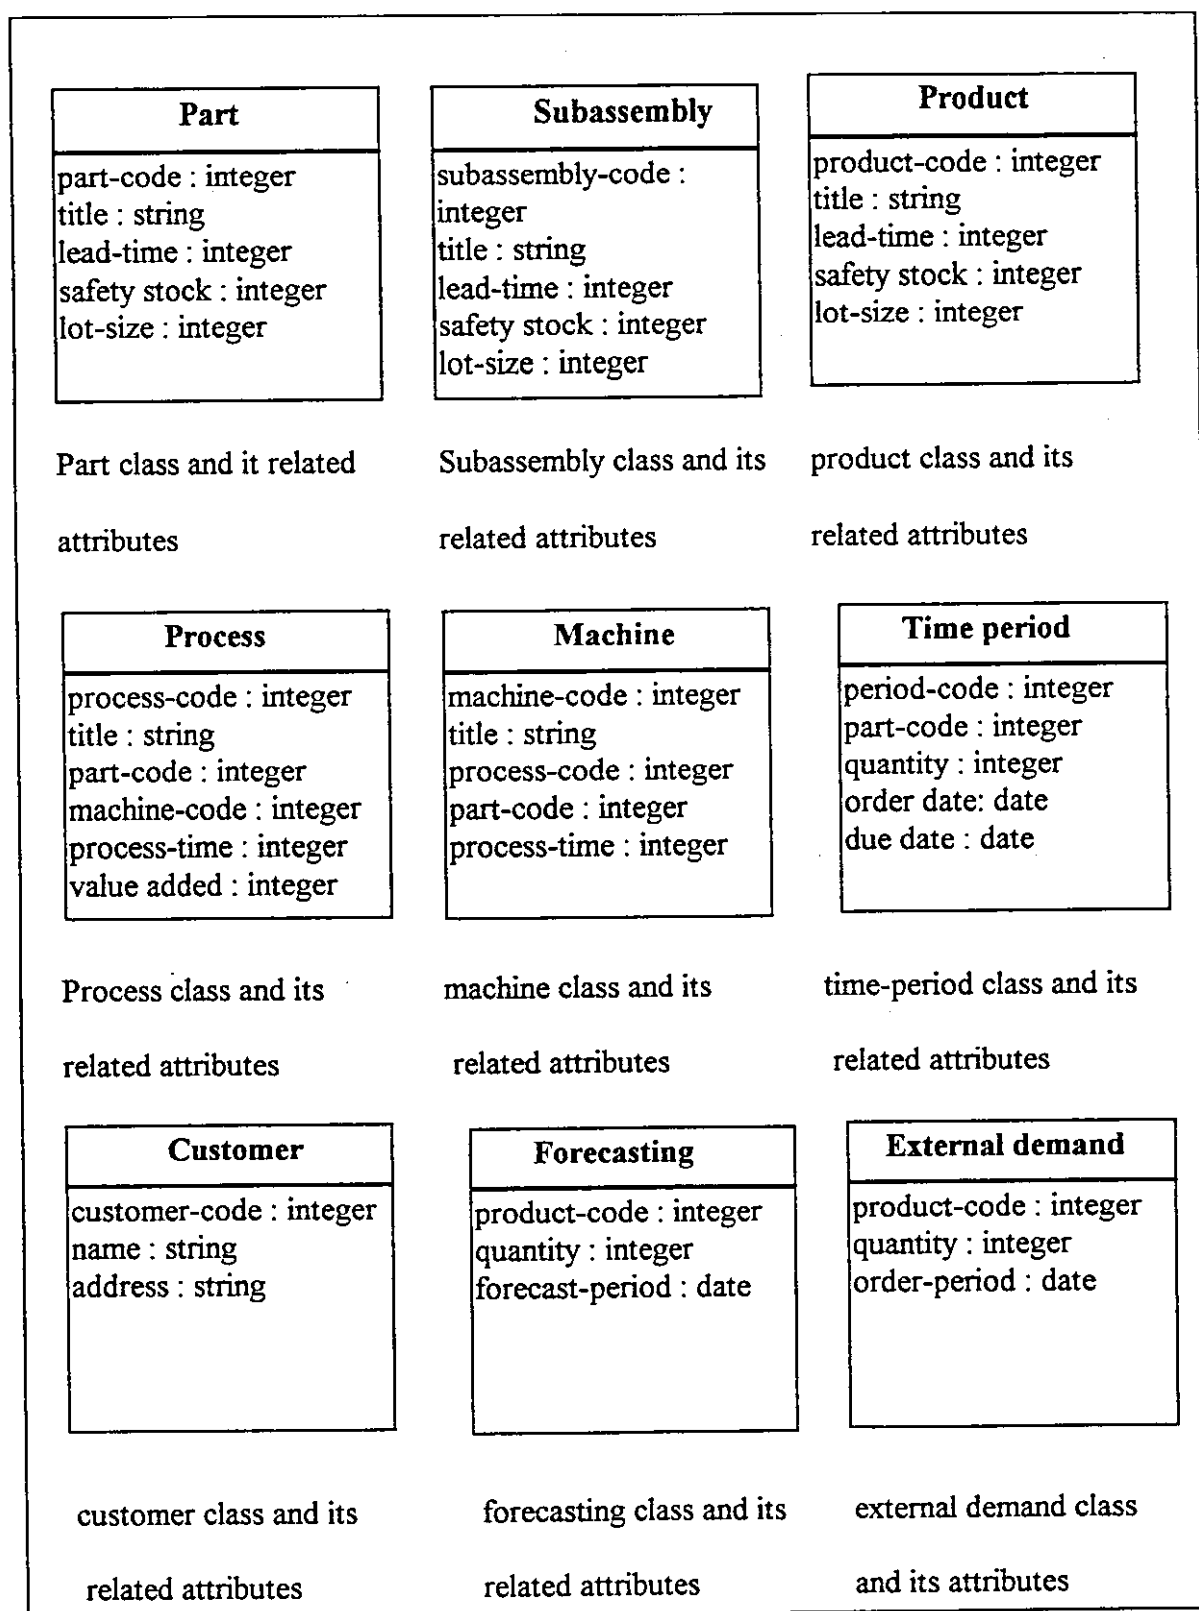 Part
part-code : integer
title : string
lead-time : integer
safety stock : integer
lot-size : integer
Part class and it related
attributes
Subassembly
subassembly-code :
integer
title : string
lead-time : integer
safety stock : integer
lot-size : integer
Subassembly class and its
related attributes
Product
product-code : integer
title : string
lead-time : integer
safety stock : integer
lot-size : integer
product class and its
related attributes
Process
process-code : integer
title : string
part-code : integer
machine-code : integer
process-time : integer
value added : integer
Process class and its
related attributes
Machine
machine-code : integer
title : string
process-code : integer
part-code : integer
process-time : integer
machine class and its
related attributes
Time period
period-code : integer
part-code : integer
quantity : integer
order date: date
due date : date
time-period class and its
related attributes
Customer
customer-code : integer
name : string
address : string
customer class and its
related attributes
Forecasting
product-code : integer
quantity : integer
forecast-period : date
forecasting class and its
related attributes
External demand
product-code : integer
quantity : integer
order-period : date
external demand class
and its attributes